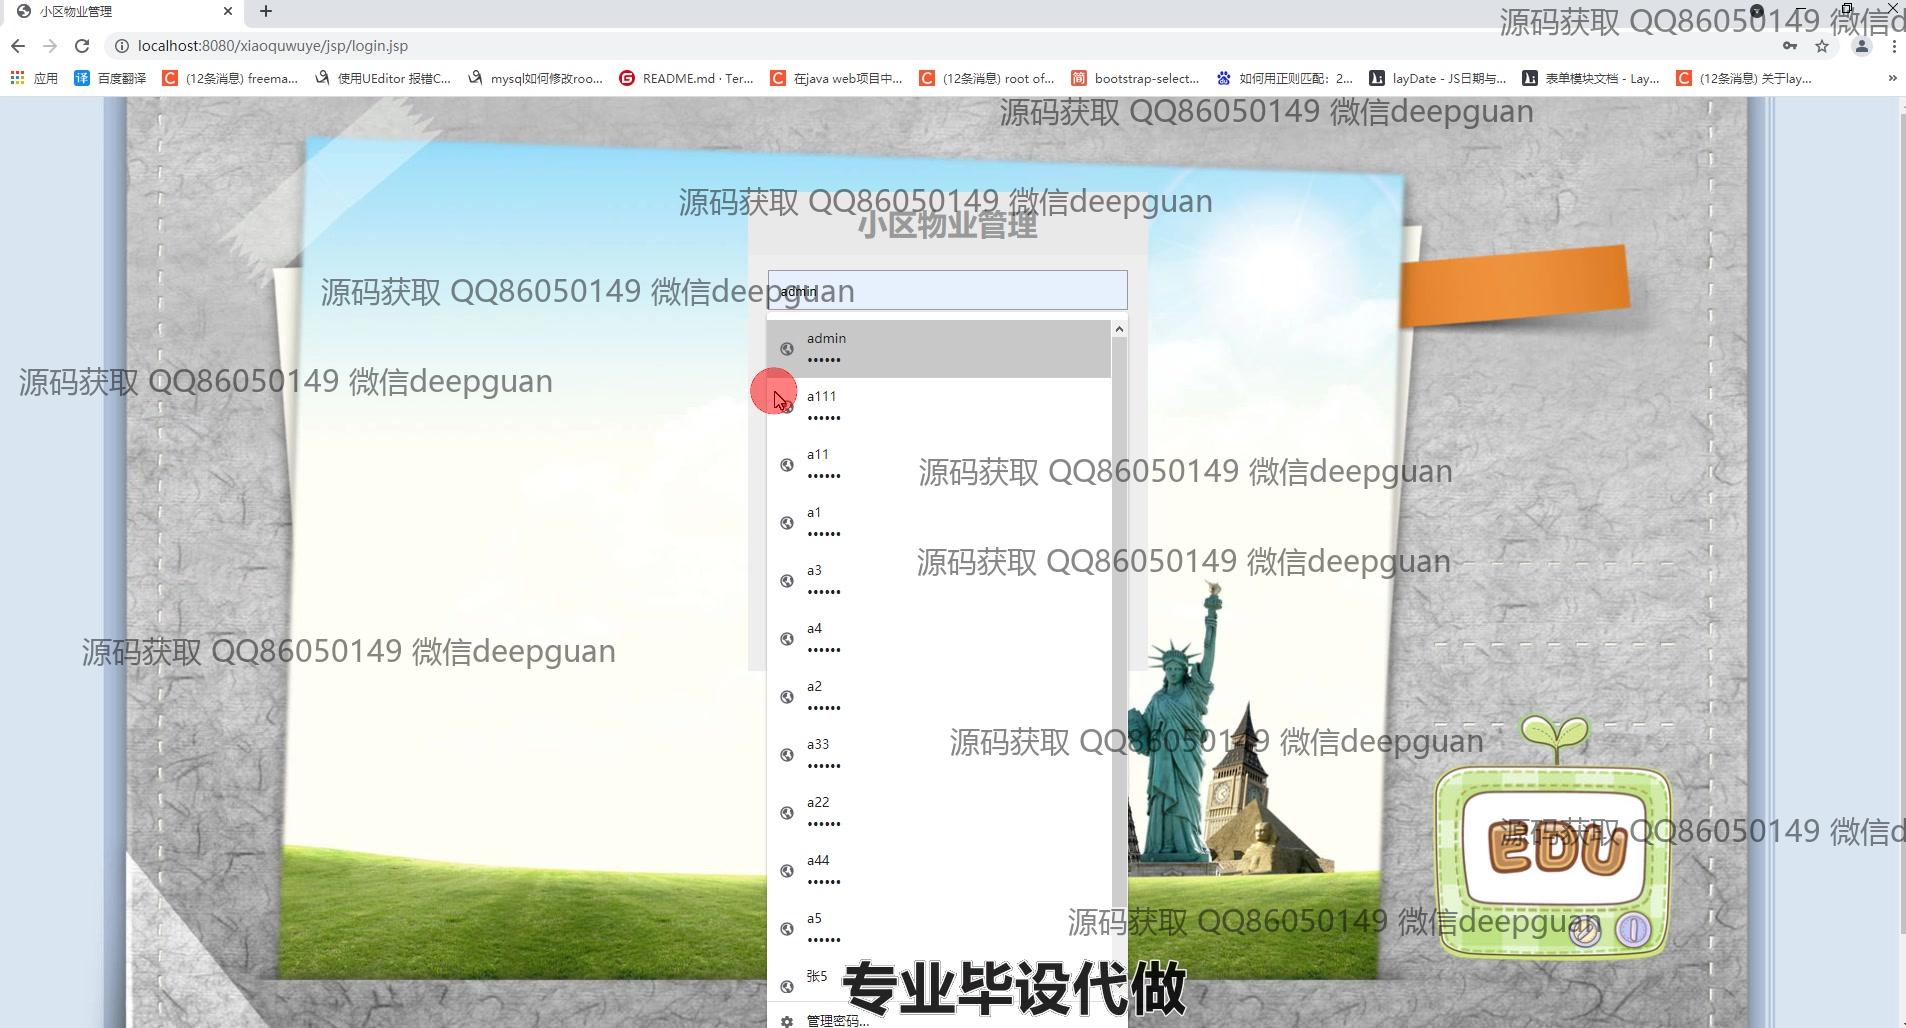 小区物业管理
源码获取 QQ86050149 微信d
localhost:8080/xiaoquwuye/jsp/login.jsp
应用
百度翻译
(12条消息) freema...
使用UEditor 报错C...
mysql如何修改roo...
README.md · Ter...
在java web项目中...
(12条消息) root of...
bootstrap-select...
如何用正则匹配：2...
layDate - JS日期与...
表单模块文档 - Lay...
(12条消息) 关于lay...
»
源码获取 QQ86050149 微信deepguan
源码获取 QQ86050149 微信deepguan
小区物业管理
源码获取 QQ86050149 微信deepguan
admin
admin
••••••
源码获取 QQ86050149 微信deepguan
a111
••••••
a11
••••••
源码获取 QQ86050149 微信deepguan
a1
••••••
源码获取 QQ86050149 微信deepguan
a3
••••••
a4
••••••
源码获取 QQ86050149 微信deepguan
a2
••••••
a33
••••••
源码获取 QQ86050149 微信deepguan
a22
••••••
源码获取 QQ86050149 微信d
EDU
a44
••••••
a5
••••••
源码获取 QQ86050149 微信deepguan
张5
专业毕设代做
管理密码...